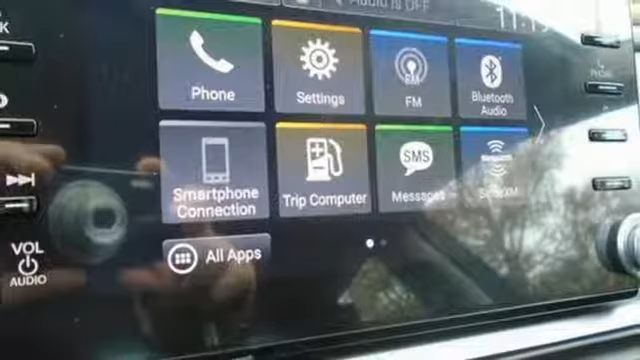 Audio is OFF
Phone
Settings
FM
FM
Bluetooth
Audio
Smartphone
Connection
Trip Computer
SMS
Messages
SiriusXM
All Apps
VOL
AUDIO